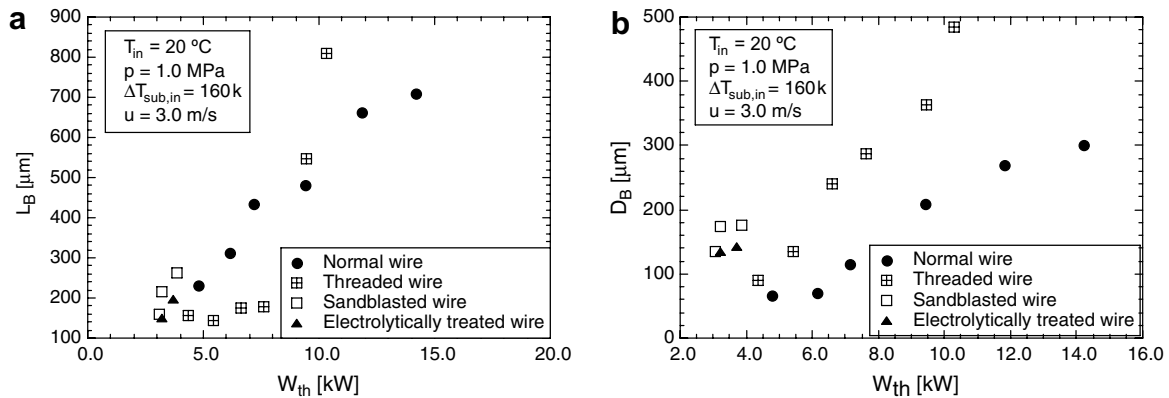 a
900
800
700
600
500
400
300
200
100
L_B [μm]
T_in = 20 ºC
p = 1.0 MPa
ΔT_sub,in = 160k
u = 3.0 m/s
Normal wire
Threaded wire
Sandblasted wire
Electrolytically treated wire
0.0 5.0 10.0 15.0 20.0
W_th [kW]
b
500
400
300
200
100
0
D_B [μm]
T_in = 20 ºC
p = 1.0 MPa
ΔT_sub,in = 160k
u = 3.0 m/s
Normal wire
Threaded wire
Sandblasted wire
Electrolytically treated wire
2.0 4.0 6.0 8.0 10.0 12.0 14.0 16.0
W_th [kW]